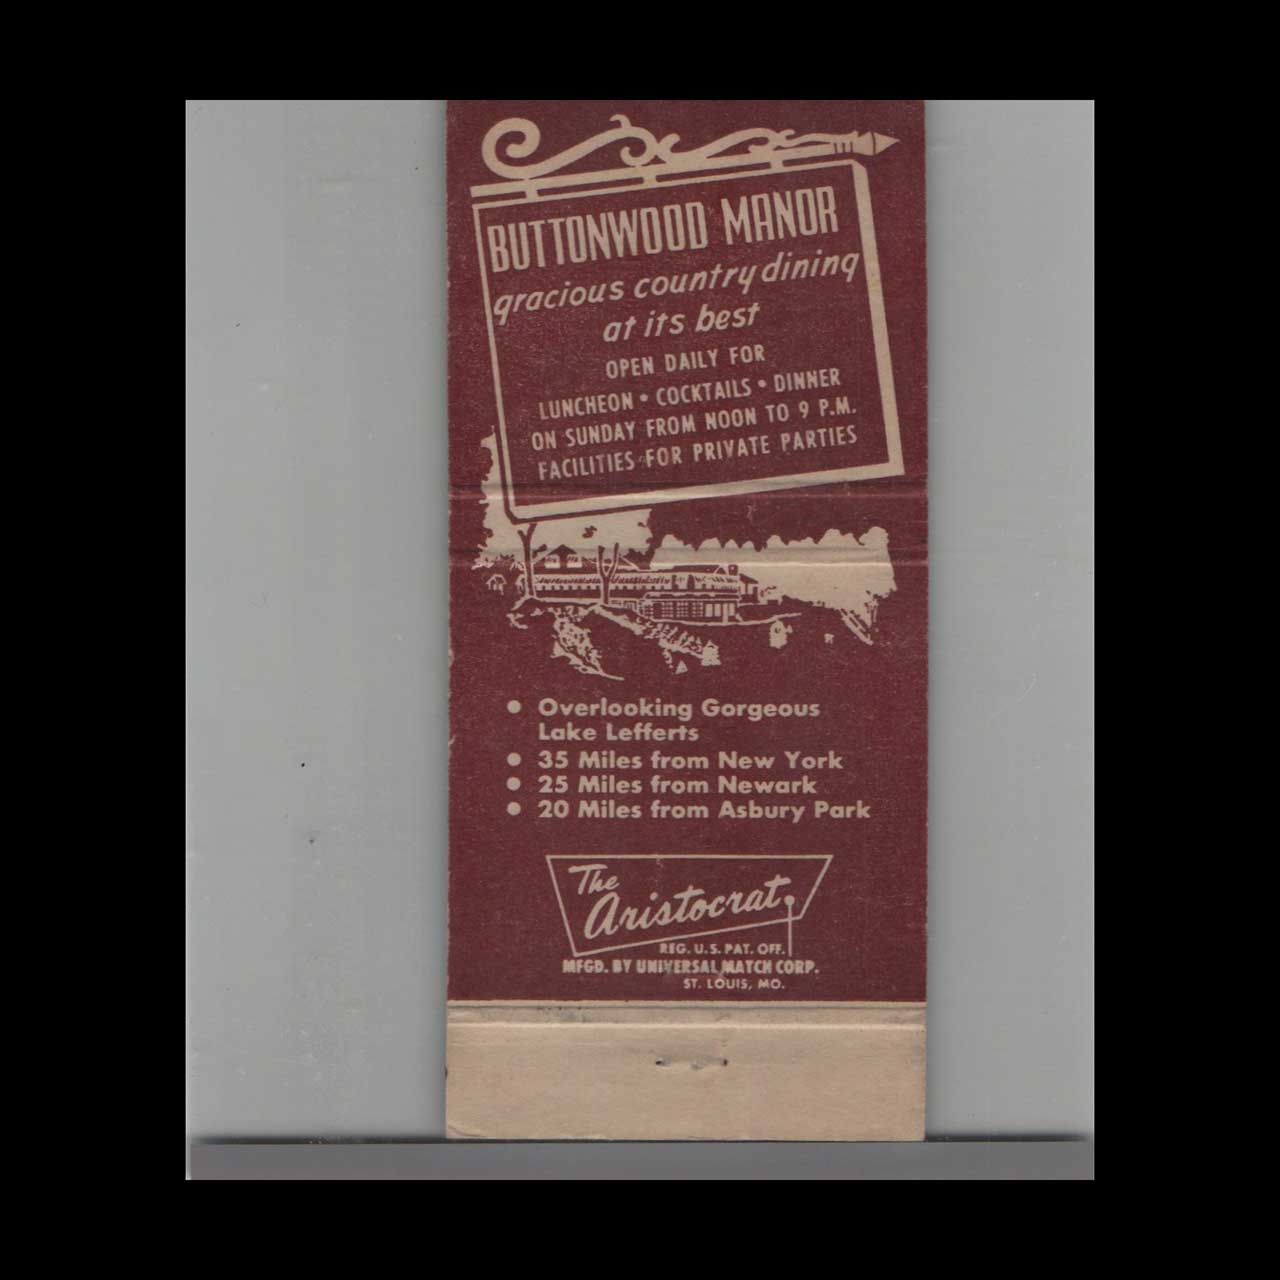 BUTTONWOOD MANOR
gracious country dining
at its best
OPEN DAILY FOR
LUNCHEON • COCKTAILS • DINNER
ON SUNDAY FROM NOON TO 9 P.M.
FACILITIES FOR PRIVATE PARTIES
• Overlooking Gorgeous
Lake Lefferts
• 35 Miles from New York
• 25 Miles from Newark
• 20 Miles from Asbury Park
The
Aristocrat
REG. U.S. PAT. OFF.
MFGD. BY UNIVERSAL MATCH CORP.
ST. LOUIS, MO.